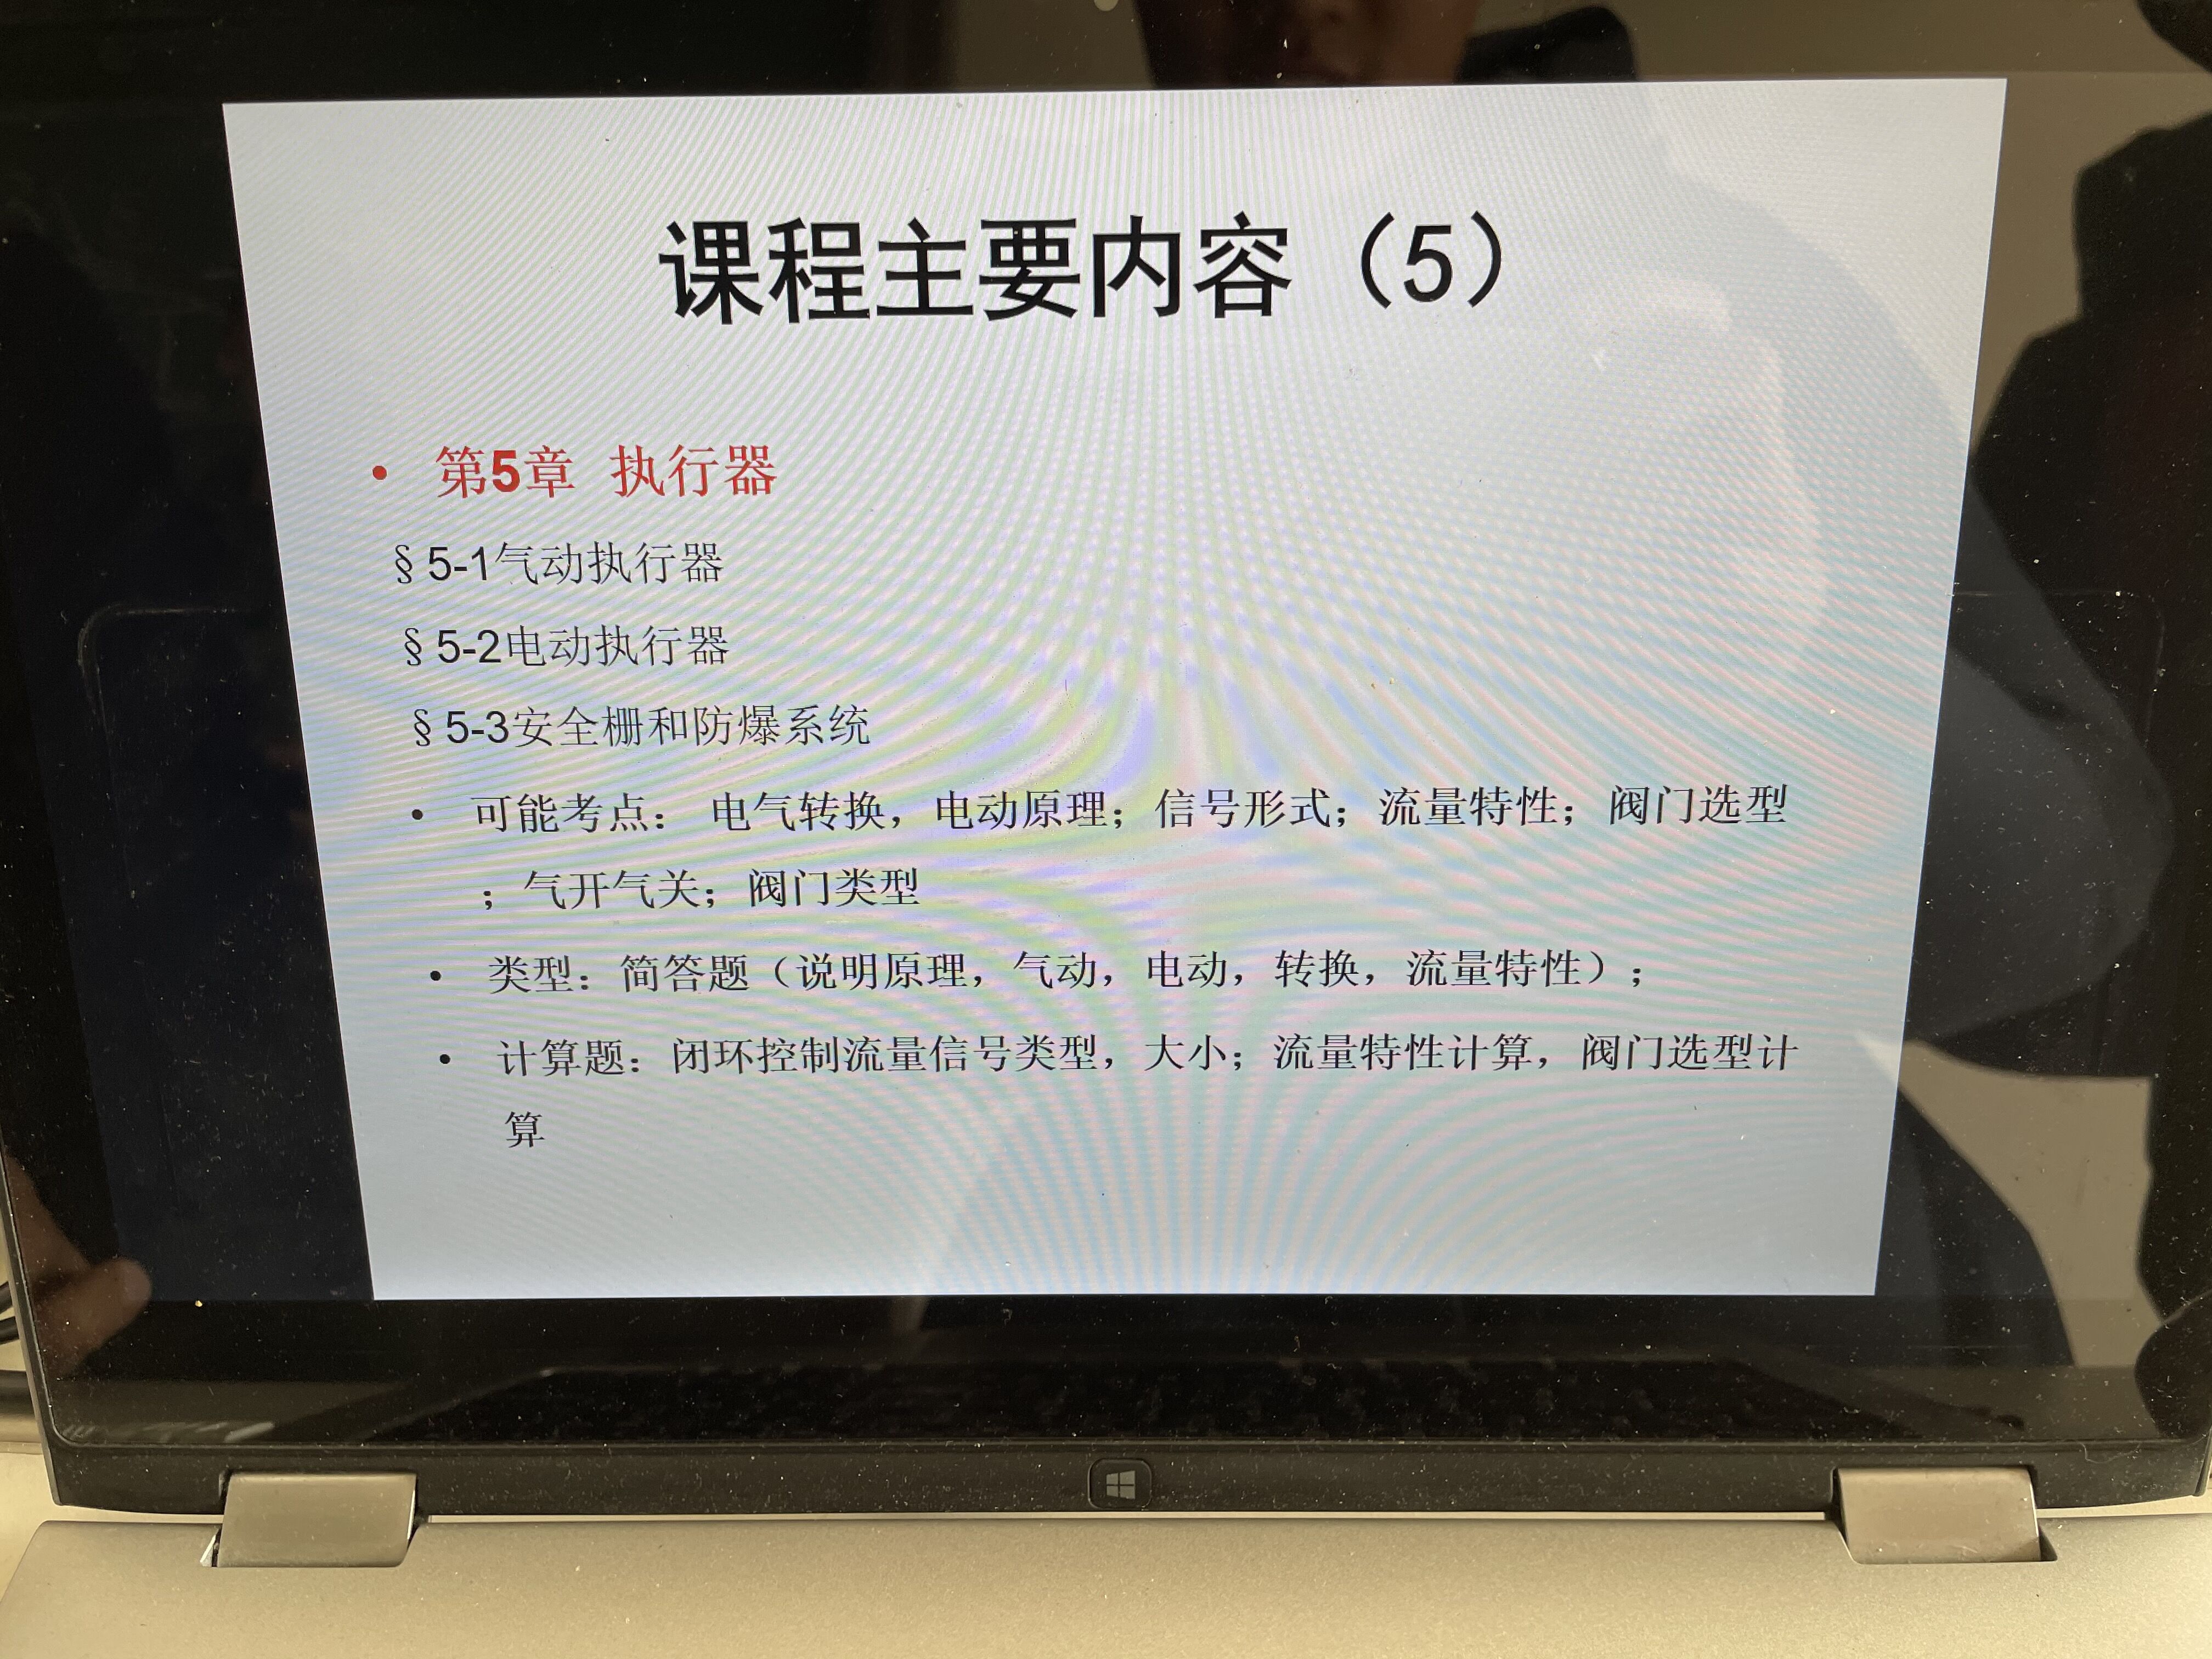 课程主要内容（5）
• 第5章 执行器
§ 5-1气动执行器
§ 5-2电动执行器
§ 5-3安全栅和防爆系统
• 可能考点： 电气转换，电动原理；信号形式；流量特性；阀门选型
；气开气关；阀门类型
• 类型：简答题（说明原理，气动，电动，转换，流量特性）；
• 计算题：闭环控制流量信号类型，大小；流量特性计算，阀门选型计
算